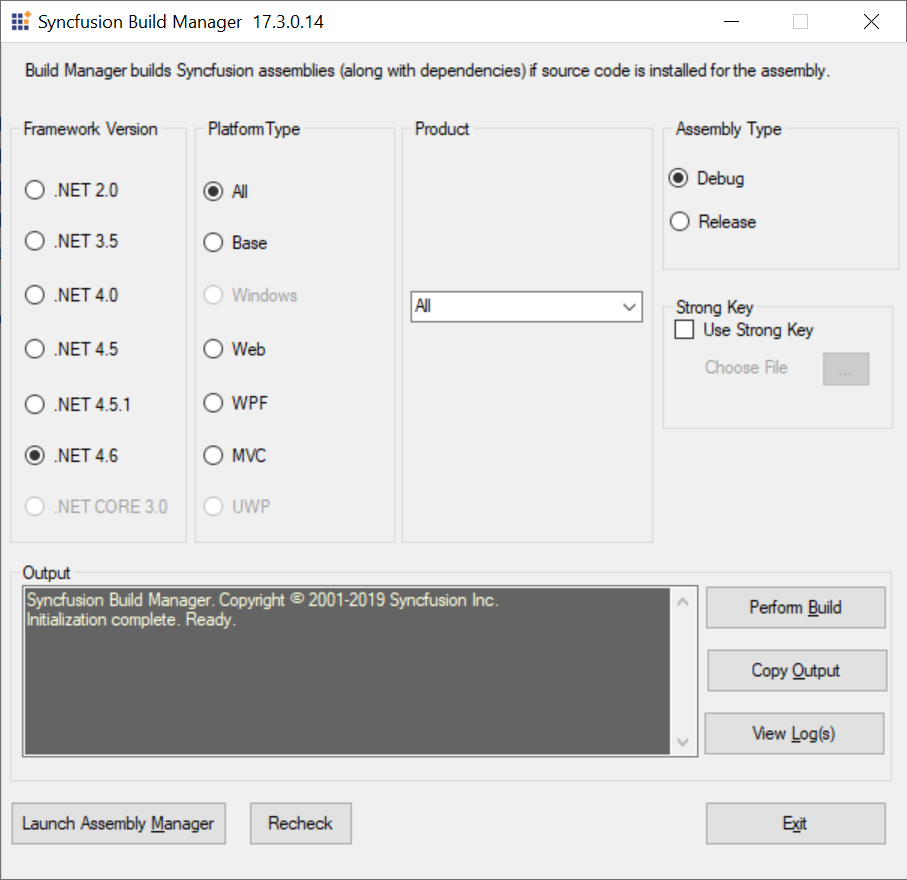 Syncfusion Build Manager 17.3.0.14
Build Manager builds Syncfusion assemblies (along with dependencies) if source code is installed for the assembly.
Framework Version
.NET 2.0
.NET 3.5
.NET 4.0
.NET 4.5
.NET 4.5.1
.NET 4.6
.NET CORE 3.0
Platform Type
All
Base
Windows
Web
WPF
MVC
UWP
Product
All
Assembly Type
Debug
Release
Strong Key
Use Strong Key
Choose File
...
Output
Syncfusion Build Manager. Copyright © 2001-2019 Syncfusion Inc.
Initialization complete. Ready.
Perform Build
Copy Output
View Log(s)
Launch Assembly Manager
Recheck
Exit